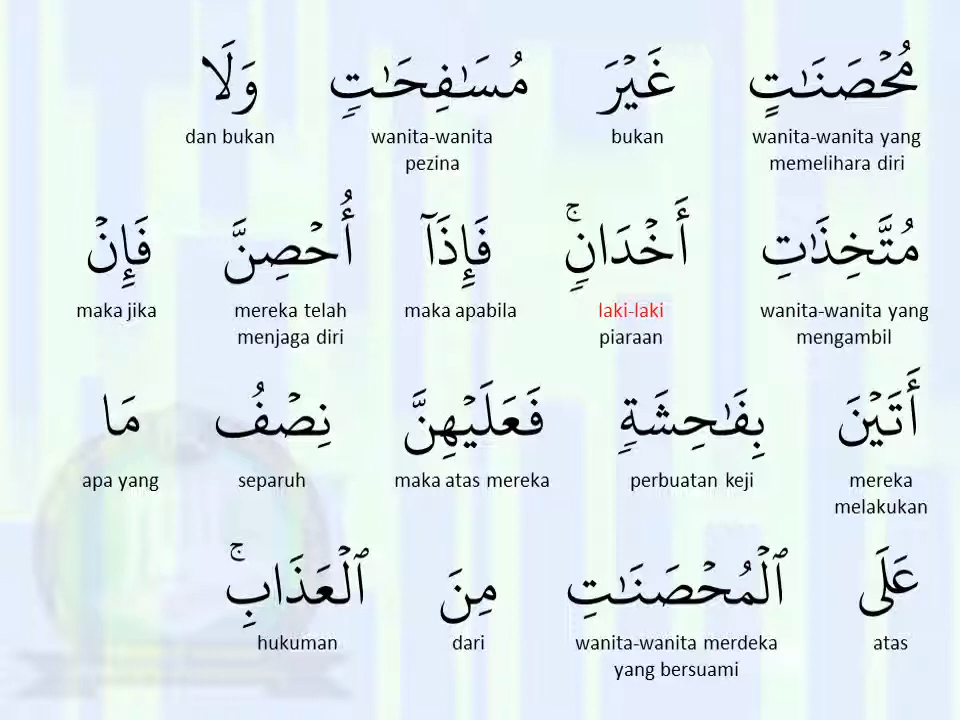 مُحْصَنَـٰتٍ غَيْرَ مُسَـٰفِحَـٰتٍ وَلَا
wanita-wanita yang memelihara diri bukan wanita-wanita pezina dan bukan
مُتَّخِذَٰتِ أَخْدَانٍ ۚ فَإِذَآ أُحْصِنَّ فَإِنْ
wanita-wanita yang mengambil laki-laki piaraan maka apabila mereka telah menjaga diri maka jika
أَتَيْنَ بِفَـٰحِشَةٍ فَعَلَيْهِنَّ نِصْفُ مَا
mereka melakukan perbuatan keji maka atas mereka separuh apa yang
عَلَى ٱلْمُحْصَنَـٰتِ مِنَ ٱلْعَذَابِ ۚ
atas wanita-wanita merdeka yang bersuami dari hukuman